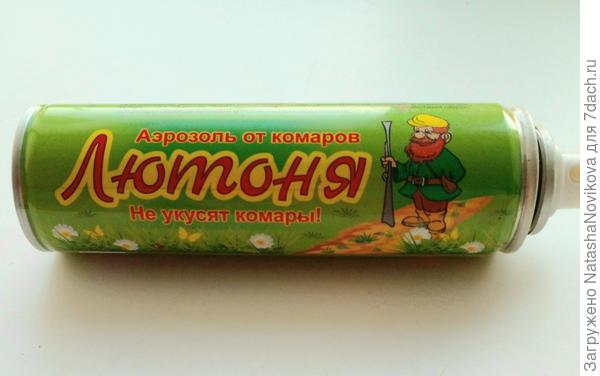 Аэрозоль от комаров
Лютоня
Не укусят комары!
Загружено NatashaNovikova для 7dach.ru